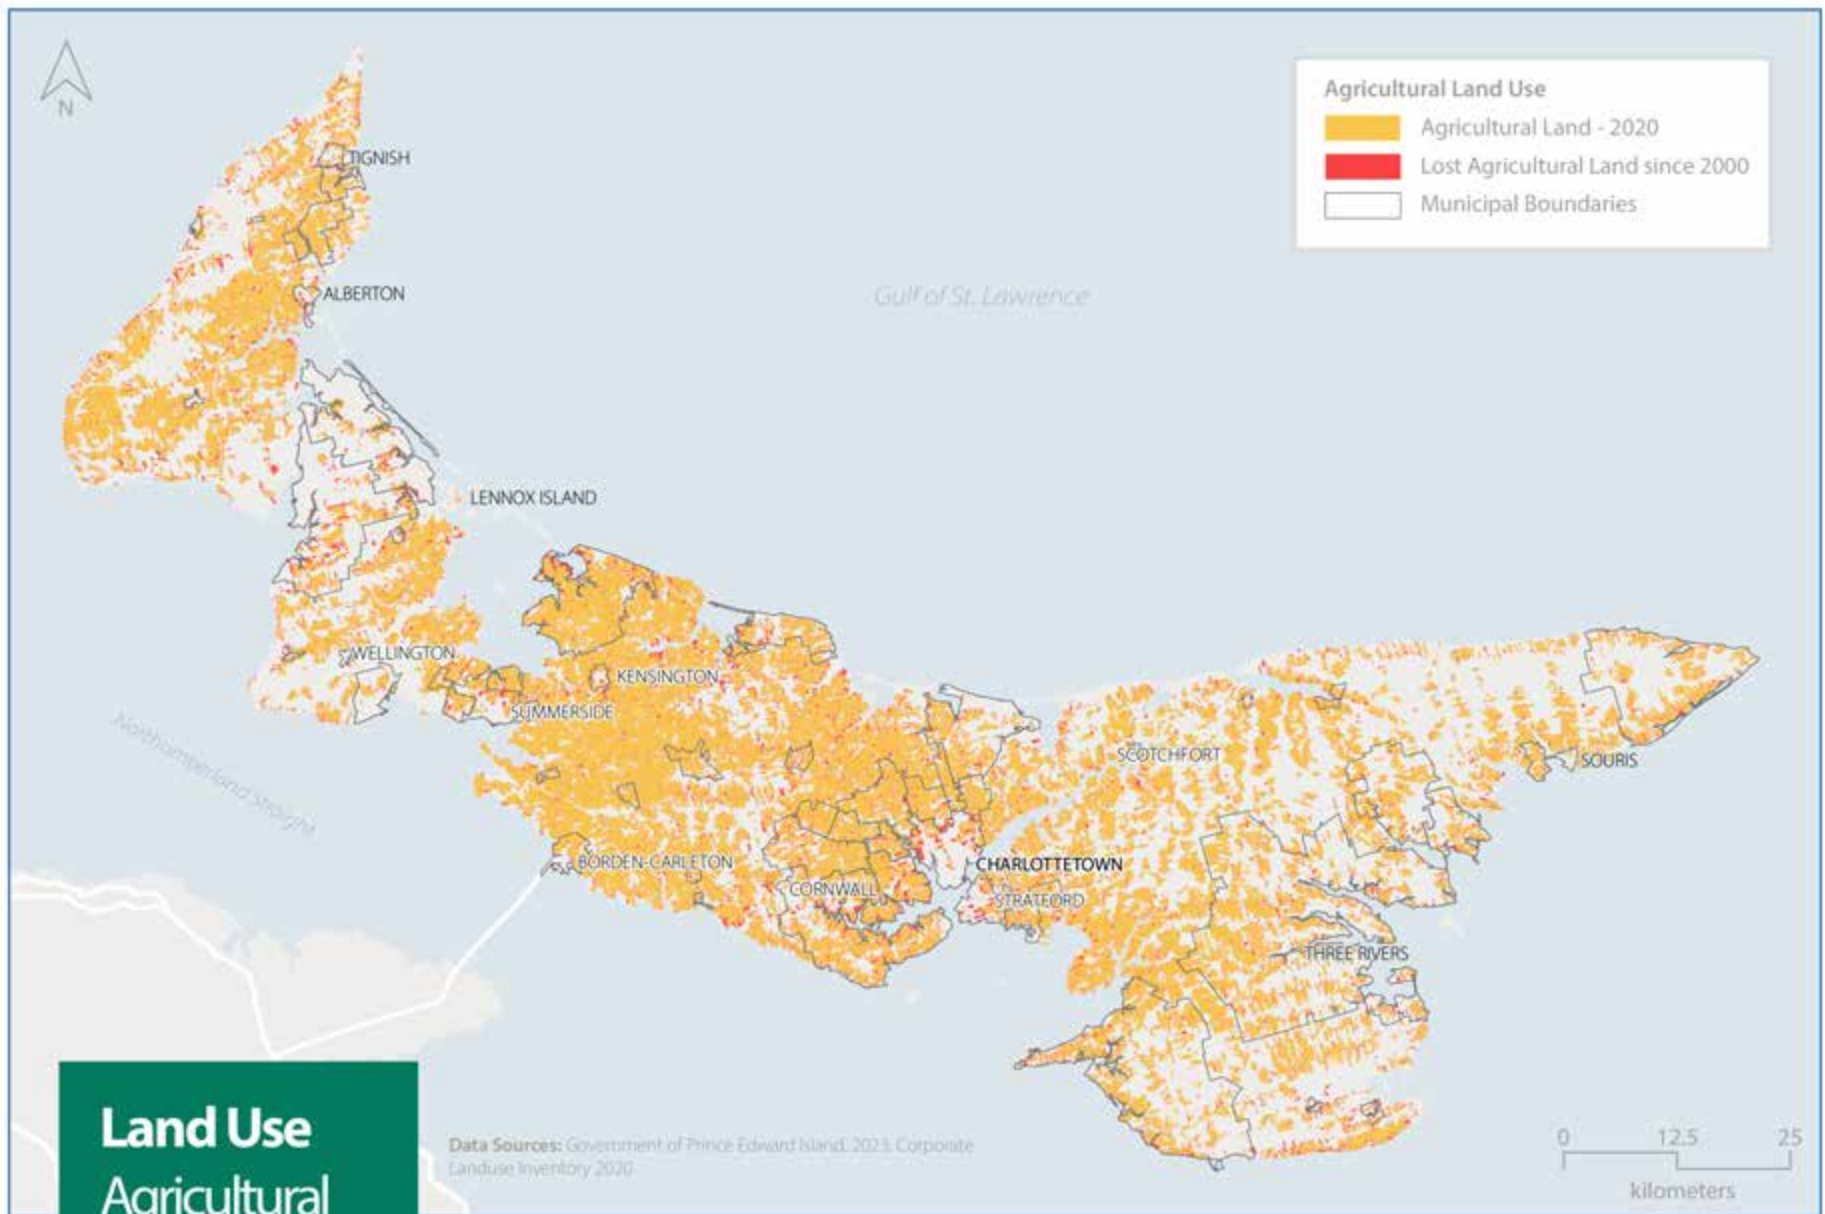 N
Agricultural Land Use
Agricultural Land - 2020
Lost Agricultural Land since 2000
Municipal Boundaries
TIGNISH
ALBERTON
Gulf of St. Lawrence
LENNOX ISLAND
WELLINGTON
KENSINGTON
SUMMERSIDE
Northumberland Straight
SCOTCHFORT
SOURIS
BORDEN-CARLETON
CHARLOTTETOWN
CORNWALL
STRATFORD
THREE RIVERS
Land Use
Agricultural
Data Sources: Government of Prince Edward Island. 2023. Corporate
Landuse Inventory 2020
0 12.5 25
kilometers